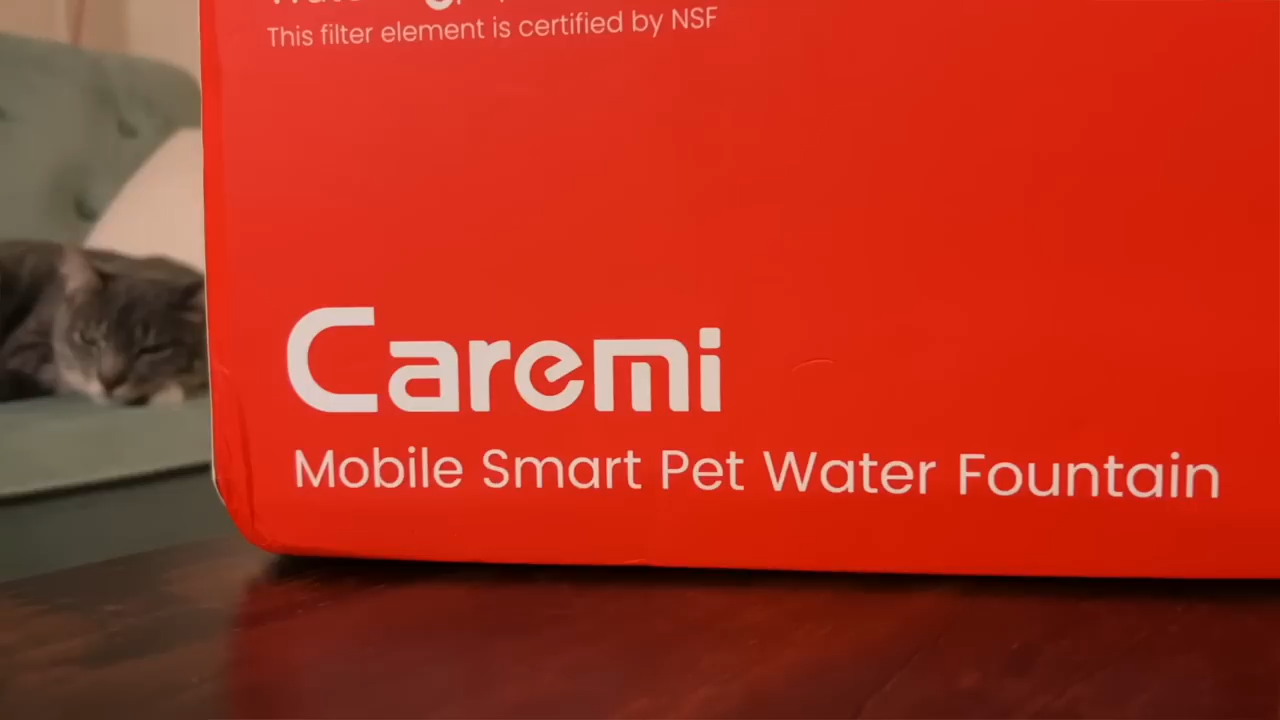 This filter element is certified by NSF
Caremi
Mobile Smart Pet Water Fountain